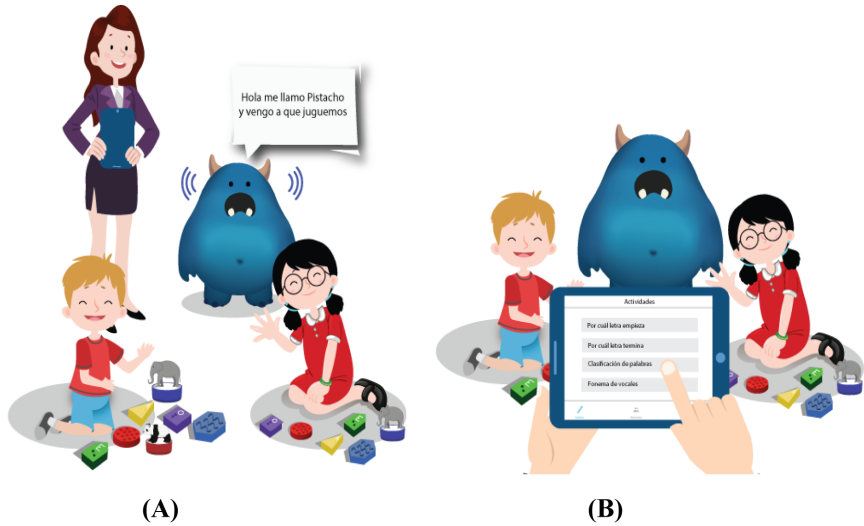 Hola me llamo Pistacho
y vengo a que juguemos
Actividades
Por cuál letra empieza
Por cuál letra termina
Clasificación de palabras
Fonema de vocales
(A)
(B)